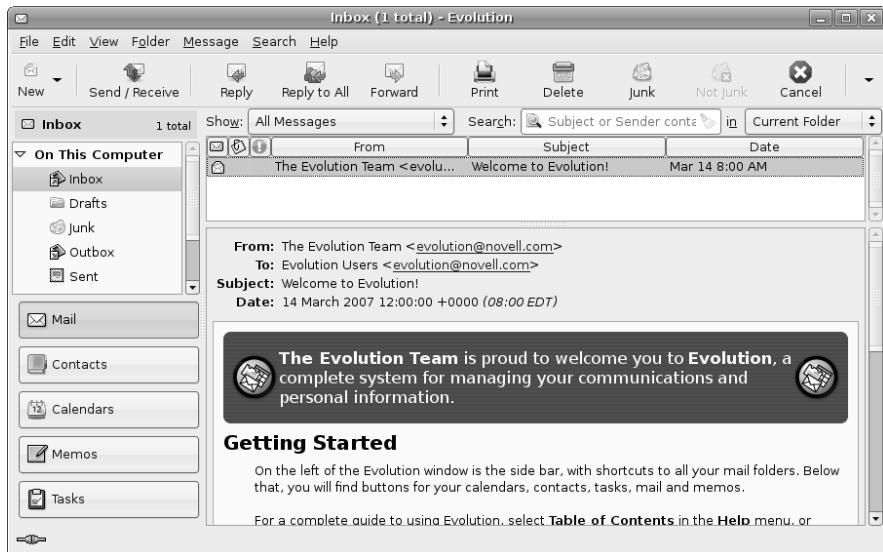 Inbox (1 total) - Evolution
File Edit View Folder Message Search Help
New Send / Receive Reply Reply to All Forward Print Delete Junk Not Junk Cancel
Inbox 1 total
Show: All Messages Search: Subject or Sender conta in Current Folder
On This Computer
Inbox
Drafts
Junk
Outbox
Sent
Mail
Contacts
12 Calendars
Memos
Tasks
From Subject Date
The Evolution Team <evolu... Welcome to Evolution! Mar 14 8:00 AM
From: The Evolution Team <evolution@novell.com>
To: Evolution Users <evolution@novell.com>
Subject: Welcome to Evolution!
Date: 14 March 2007 12:00:00 +0000 (08:00 EDT)
The Evolution Team is proud to welcome you to Evolution, a
complete system for managing your communications and
personal information.
Getting Started
On the left of the Evolution window is the side bar, with shortcuts to all your mail folders. Below
that, you will find buttons for your calendars, contacts, tasks, mail and memos.
For a complete guide to using Evolution, select Table of Contents in the Help menu, or